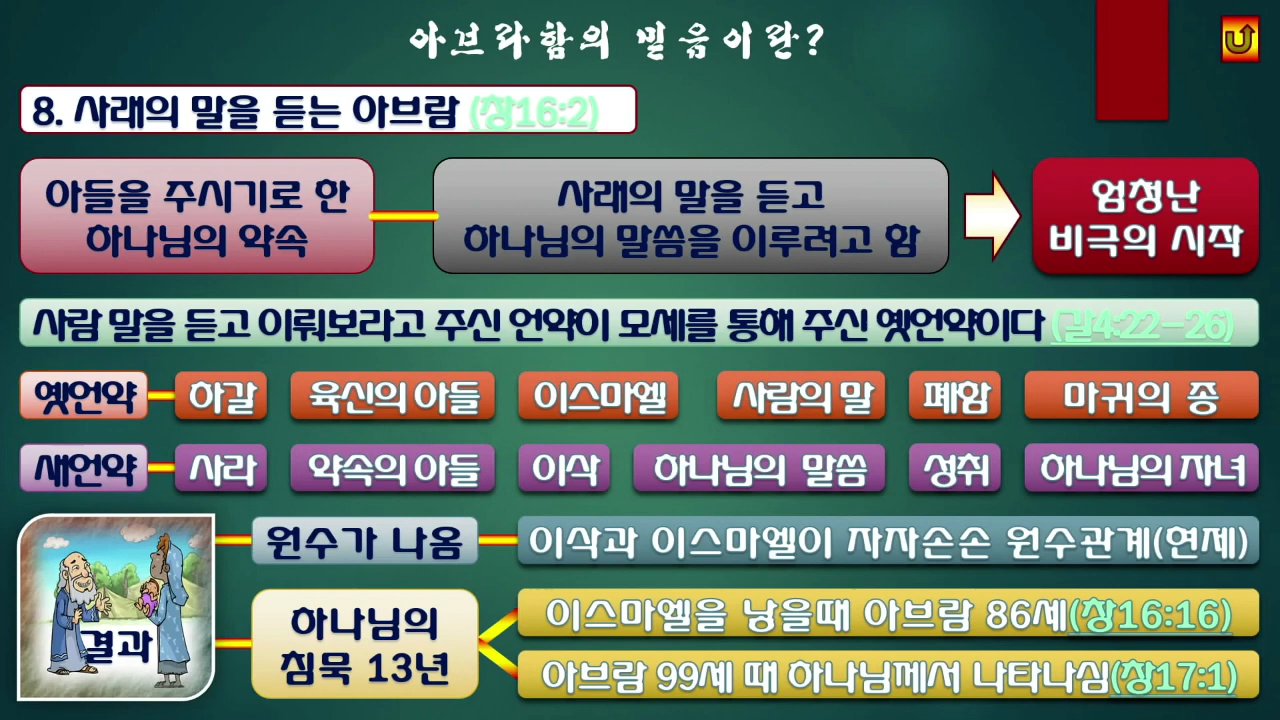 아브라함의 믿음이란?
8. 사래의 말을 듣는 아브람 (창16:2)
아들을 주시기로 한
하나님의 약속
사래의 말을 듣고
하나님의 말씀을 이루려고 함
엄청난
비극의 시작
사람 말을 듣고 이뤄보라고 주신 언약이 모세를 통해 주신 옛언약이다 (갈4:22-26)
옛언약 하갈 육신의 아들 이스마엘 사람의 말 폐함 마귀의 종
새언약 사라 약속의 아들 이삭 하나님의 말씀 성취 하나님의 자녀
결과
원수가 나옴 이삭과 이스마엘이 자자손손 원수관계(현제)
하나님의
침묵 13년
이스마엘을 낳을때 아브람 86세(창16:16)
아브람 99세 때 하나님께서 나타나심(창17:1)